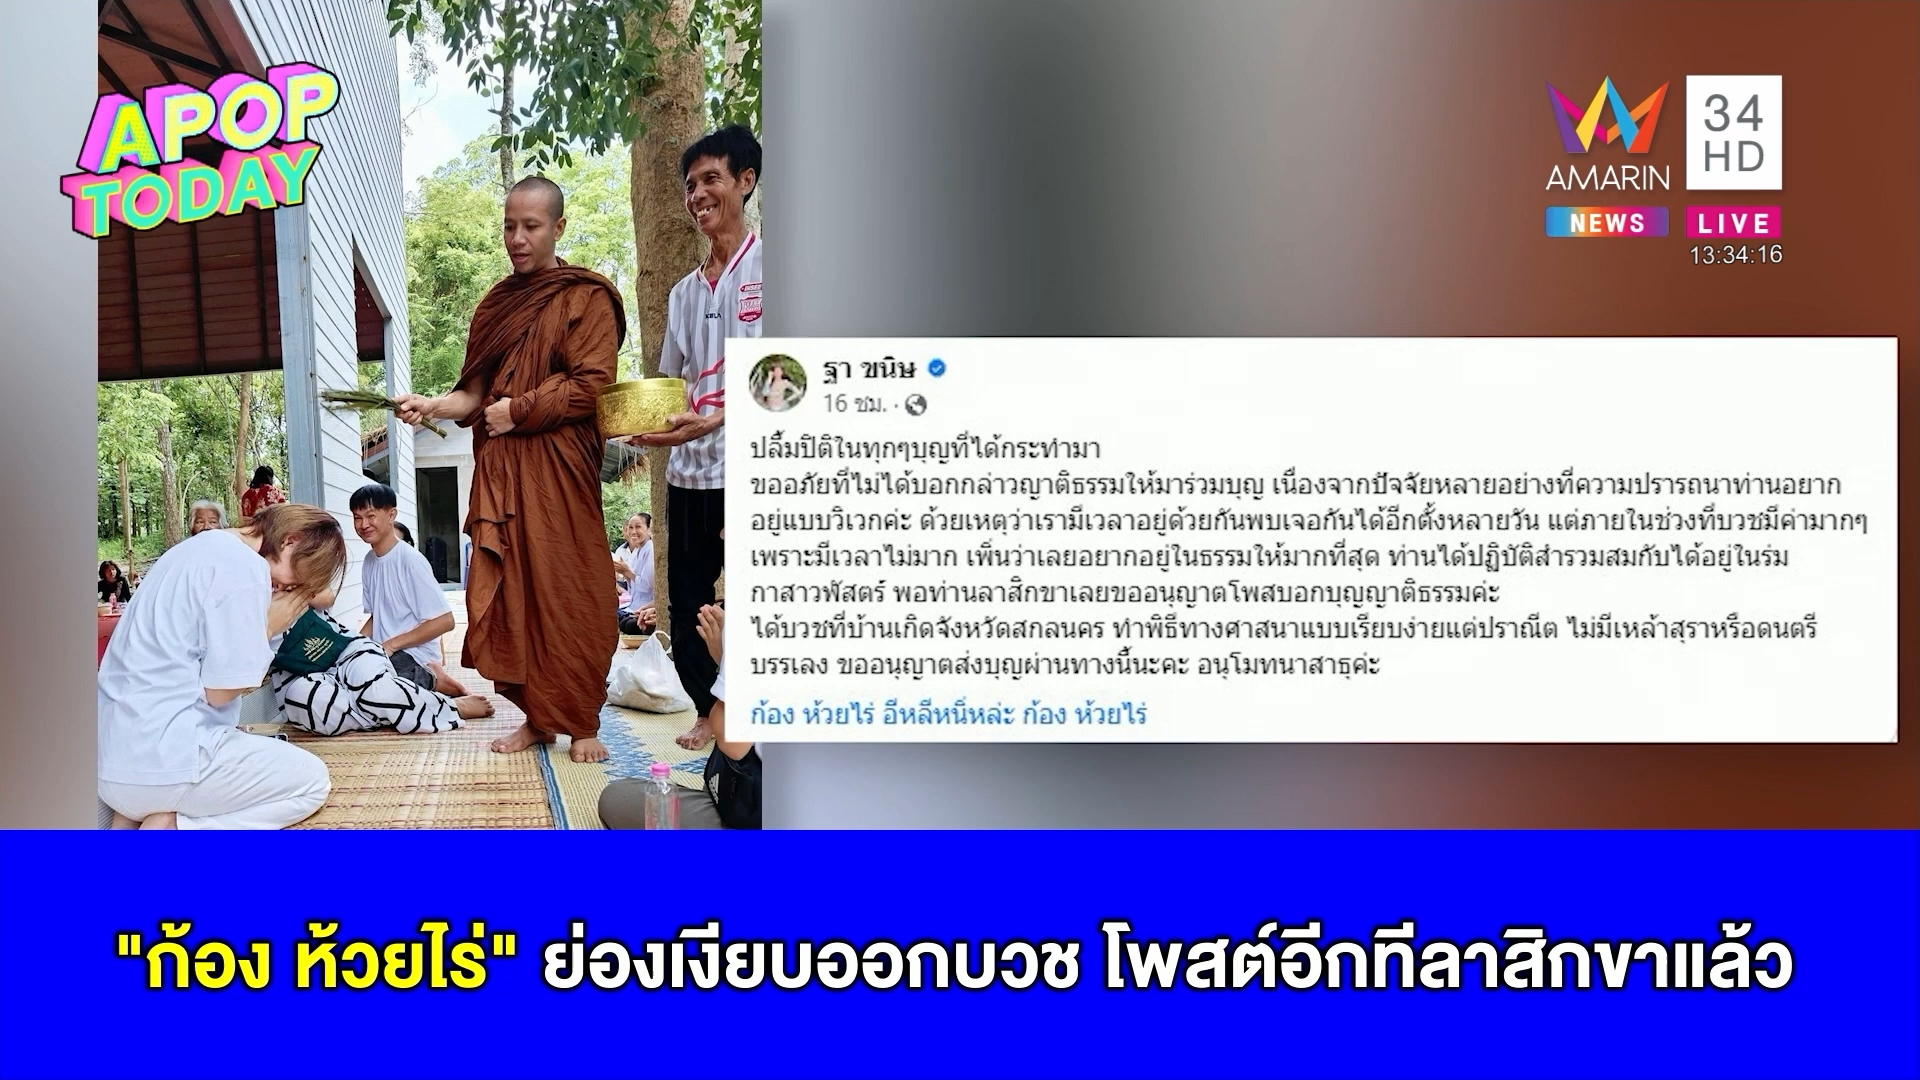 APOP
TODAY
AMARIN
34
HD
NEWS
LIVE
13:34:16
ฐา ขนิษ
16 ชม.
ปลื้มปิติในทุกๆบุญที่ได้กระทำมา
ขออภัยที่ไม่ได้บอกกล่าวญาติธรรมให้มาร่วมบุญ เนื่องจากปัจจัยหลายอย่างที่ความปรารถนาท่านอยาก
อยู่แบบวิเวกค่ะ ด้วยเหตุว่าเรามีเวลาอยู่ด้วยกันพบเจอกันได้อีกตั้งหลายวัน แต่ภายในช่วงที่บวชมีค่ามากๆ
เพราะมีเวลาไม่มาก เพิ่นว่าเลยอยากอยู่ในธรรมให้มากที่สุด ท่านได้ปฏิบัติสำรวมสมกับได้อยู่ในร่ม
กาสาวพัสตร์ พอท่านลาสิกขาเลยขออนุญาตโพสบอกบุญญาติธรรมค่ะ
ได้บวชที่บ้านเกิดจังหวัดสกลนคร ทำพิธีทางศาสนาแบบเรียบง่ายแต่ปราณีต ไม่มีเหล้าสุราหรือดนตรี
บรรเลง ขออนุญาตส่งบุญผ่านทางนี้นะคะ อนุโมทนาสาธุค่ะ
ก้อง ห้วยไร่ อีหลีหนิ่หล่ะ ก้อง ห้วยไร่
"ก้อง ห้วยไร่" ย่องเงียบออกบวช โพสต์อีกทีลาสิกขาแล้ว